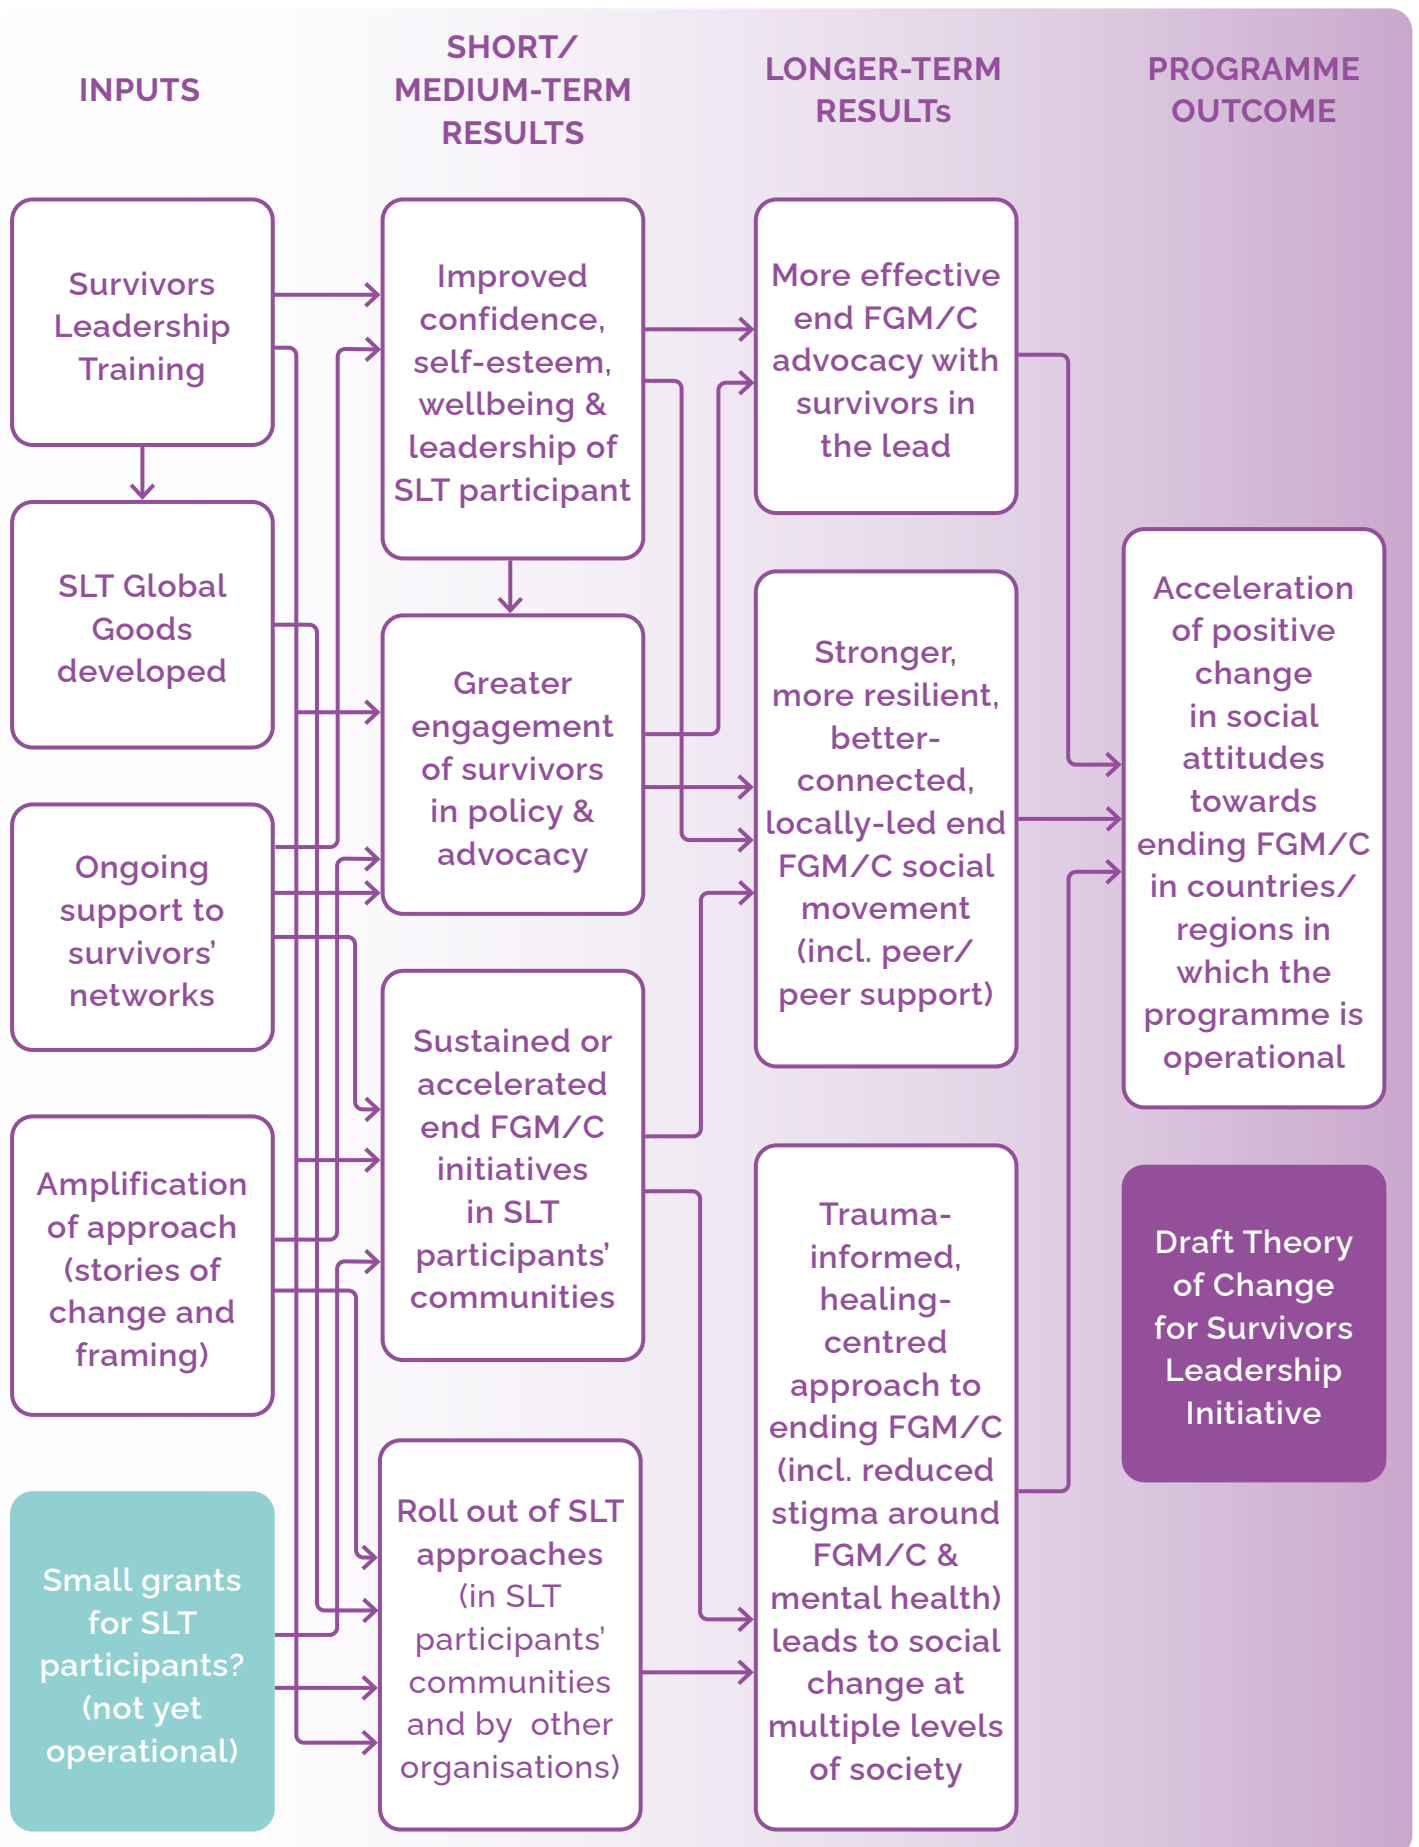 INPUTS
SHORT/
MEDIUM-TERM
RESULTS
LONGER-TERM
RESULTs
PROGRAMME
OUTCOME
Survivors
Leadership
Training
SLT Global
Goods
developed
Ongoing
support to
survivors’
networks
Amplification
of approach
(stories of
change and
framing)
Small grants
for SLT
participants?
(not yet
operational)
Improved
confidence,
self-esteem,
wellbeing &
leadership of
SLT participant
Greater
engagement
of survivors
in policy &
advocacy
Sustained or
accelerated
end FGM/C
initiatives
in SLT
participants’
communities
Roll out of SLT
approaches
(in SLT
participants’
communities
and by other
organisations)
More effective
end FGM/C
advocacy with
survivors in
the lead
Stronger,
more resilient,
better-
connected,
locally-led end
FGM/C social
movement
(incl. peer/
peer support)
Trauma-
informed,
healing-
centred
approach to
ending FGM/C
(incl. reduced
stigma around
FGM/C &
mental health)
leads to social
change at
multiple levels
of society
Acceleration
of positive
change
in social
attitudes
towards
ending FGM/C
in countries/
regions in
which the
programme is
operational
Draft Theory
of Change
for Survivors
Leadership
Initiative